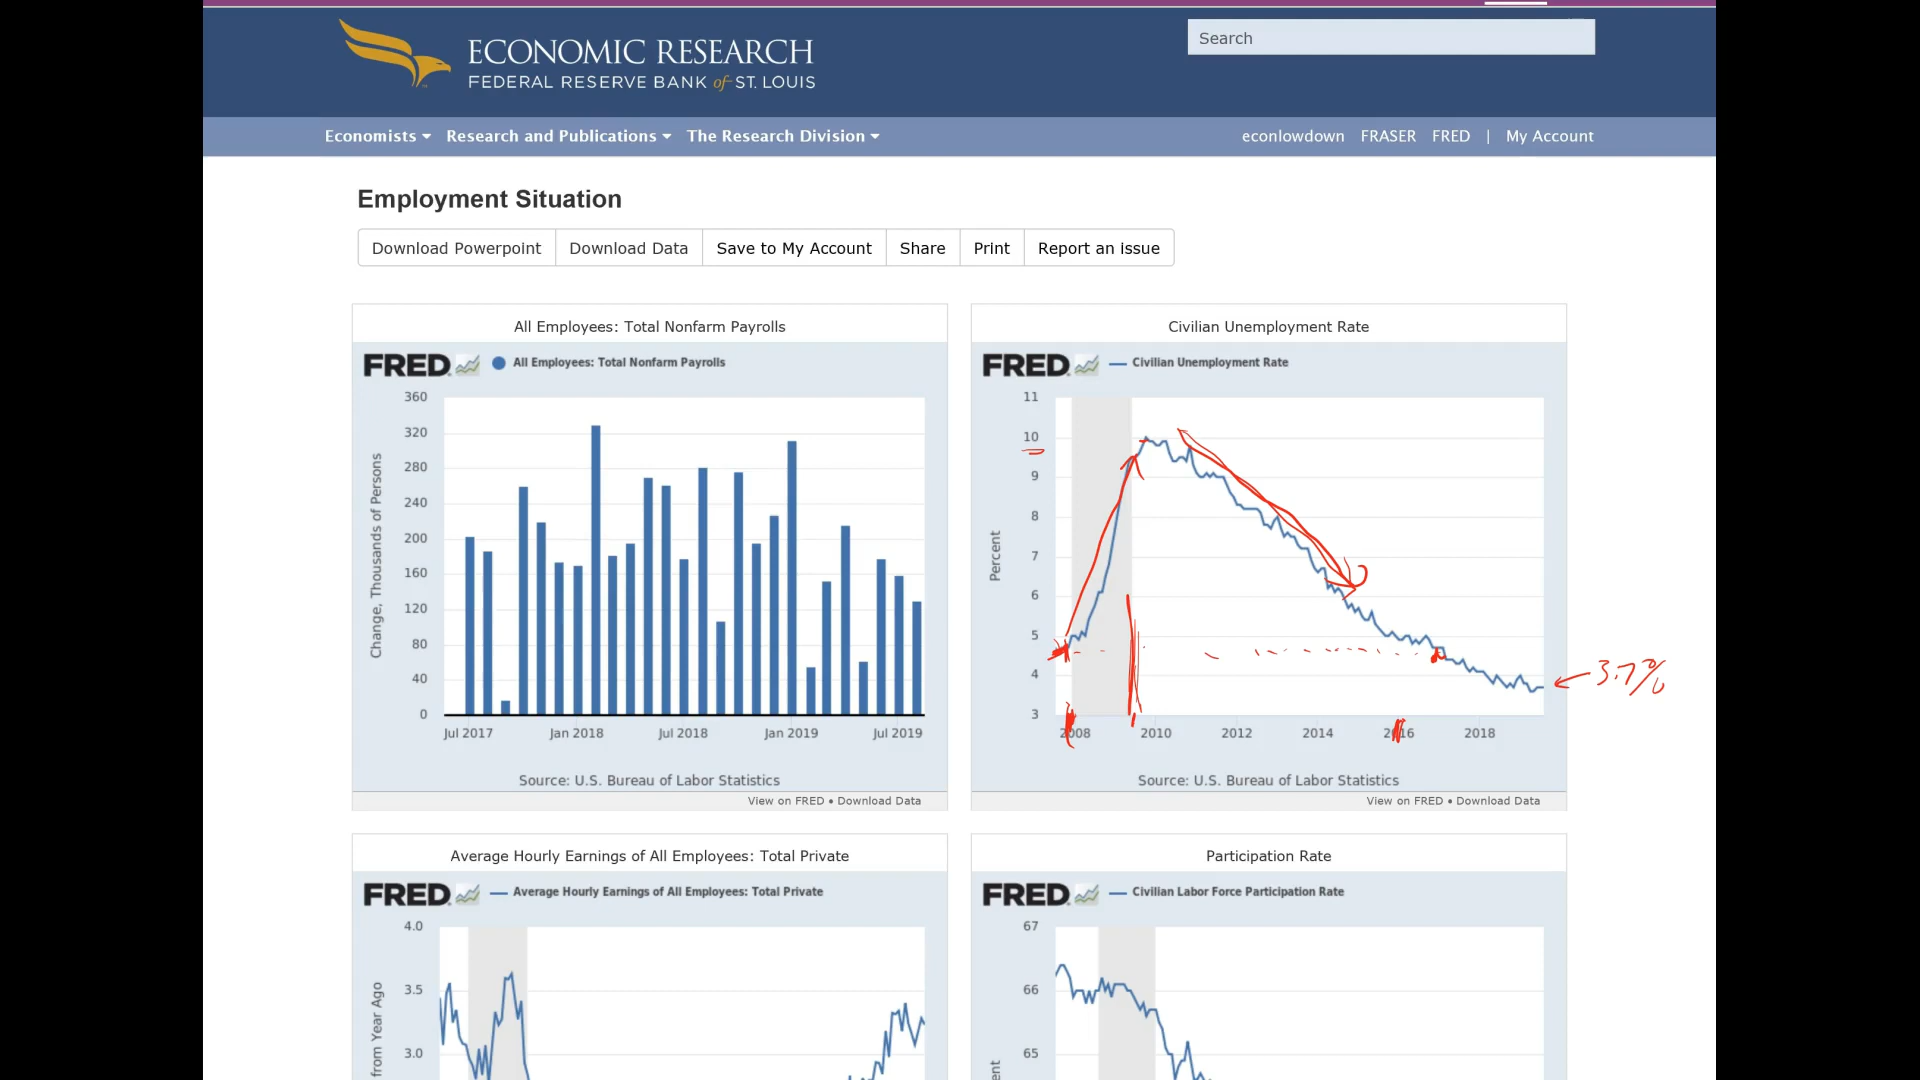 ECONOMIC RESEARCH
FEDERAL RESERVE BANK of ST. LOUIS
Search
Economists Research and Publications The Research Division
econlowdown FRASER FRED | My Account
Employment Situation
Download Powerpoint Download Data Save to My Account Share Print Report an issue
All Employees: Total Nonfarm Payrolls
FRED All Employees: Total Nonfarm Payrolls
360
320
280
240
200
160
120
80
40
0
Change, Thousands of Persons
Jul 2017 Jan 2018 Jul 2018 Jan 2019 Jul 2019
Source: U.S. Bureau of Labor Statistics
View on FRED • Download Data
Civilian Unemployment Rate
FRED Civilian Unemployment Rate
11
10
9
8
7
6
5
4
3
Percent
3.7%
2008 2010 2012 2014 2016 2018
Source: U.S. Bureau of Labor Statistics
View on FRED • Download Data
Average Hourly Earnings of All Employees: Total Private
FRED Average Hourly Earnings of All Employees: Total Private
4.0
3.5
3.0
from Year Ago
Participation Rate
FRED Civilian Labor Force Participation Rate
67
66
65